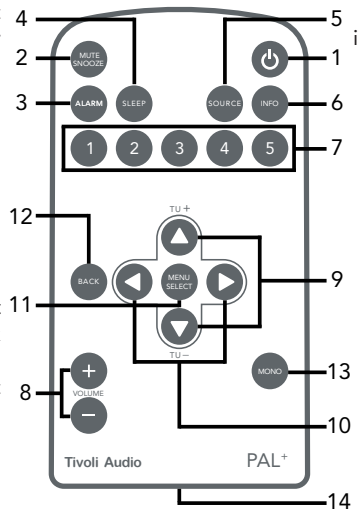 4
5
2
MUTE
SNOOZE
1
i
3
ALARM
SLEEP
SOURCE
INFO
6
1 2 3 4 5
7
12
TU +
BACK
MENU
SELECT
9
11
TU –
8
+
VOLUME
–
MONO
13
10
Tivoli Audio
PAL+
14